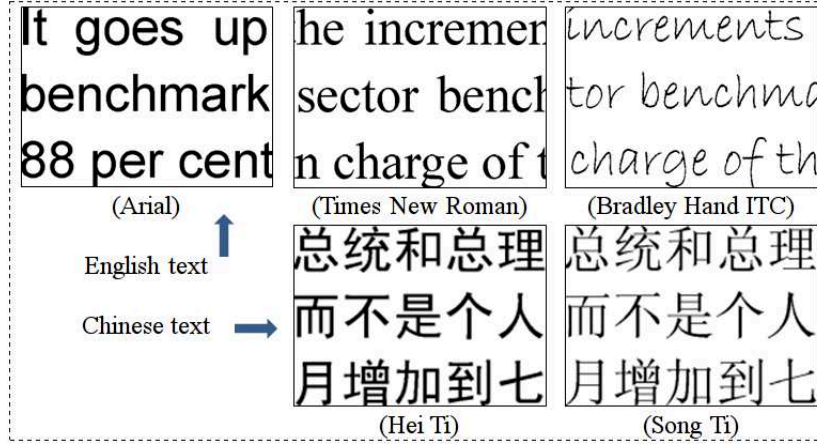 It goes up
benchmark
88 per cent
(Arial)
he incremen
sector bench
n charge of t
(Times New Roman)
increments
tor benchma
charge of th
(Bradley Hand ITC)
English text
Chinese text
总统和总理
而不是个人
月增加到七
(Hei Ti)
总统和总理
而不是个人
月增加到七
(Song Ti)